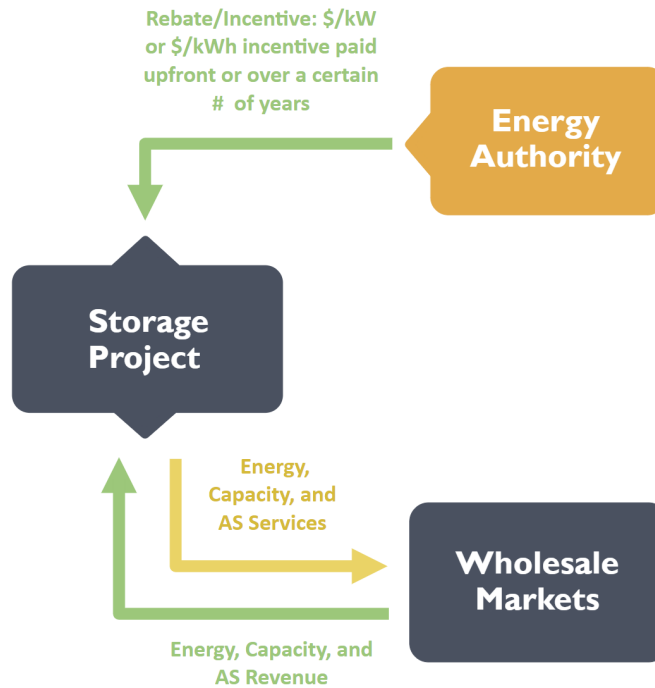 Rebate/Incentive: $/kW
or $/kWh incentive paid
upfront or over a certain
# of years
Energy
Authority
Storage
Project
Energy,
Capacity, and
AS Services
Wholesale
Markets
Energy, Capacity, and
AS Revenue